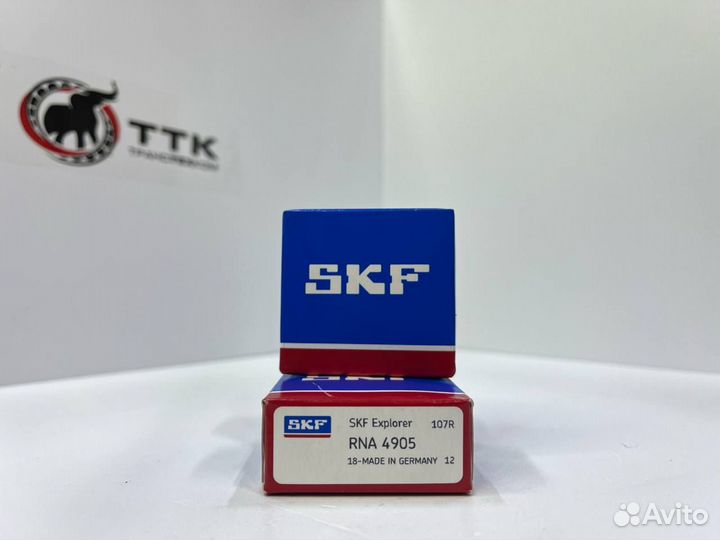 TTK
SKF
SKF
SKF
SKF Explorer 107R
RNA 4905
18-MADE IN GERMANY 12
Avito